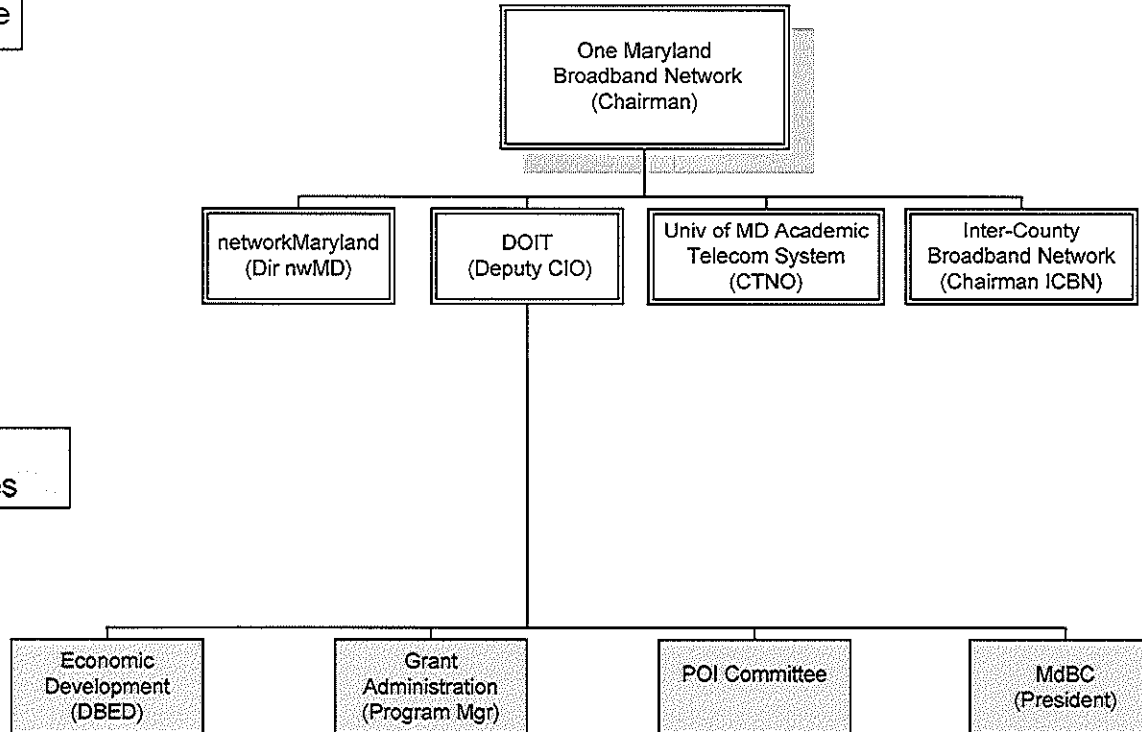 e
One Maryland
Broadband Network
(Chairman)
networkMaryland
(Dir nwMD)
DOIT
(Deputy CIO)
Univ of MD Academic
Telecom System
(CTNO)
Inter-County
Broadband Network
(Chairman ICBN)
s
Economic
Development
(DBED)
Grant
Administration
(Program Mgr)
POI Committee
MdBC
(President)